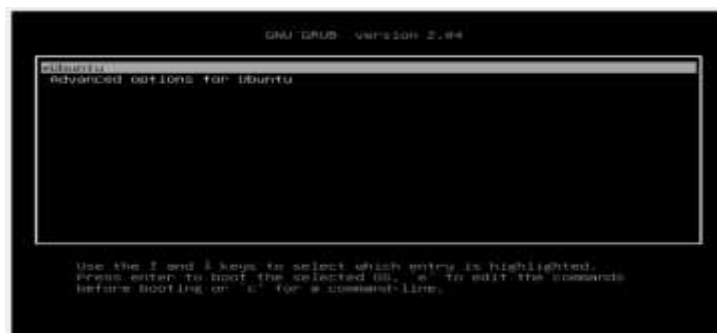 GNU GRUB  version 2.04
*Ubuntu
Advanced options for Ubuntu
Use the ↑ and ↓ keys to select which entry is highlighted.
Press enter to boot the selected OS, `e' to edit the commands
before booting or `c' for a command-line.